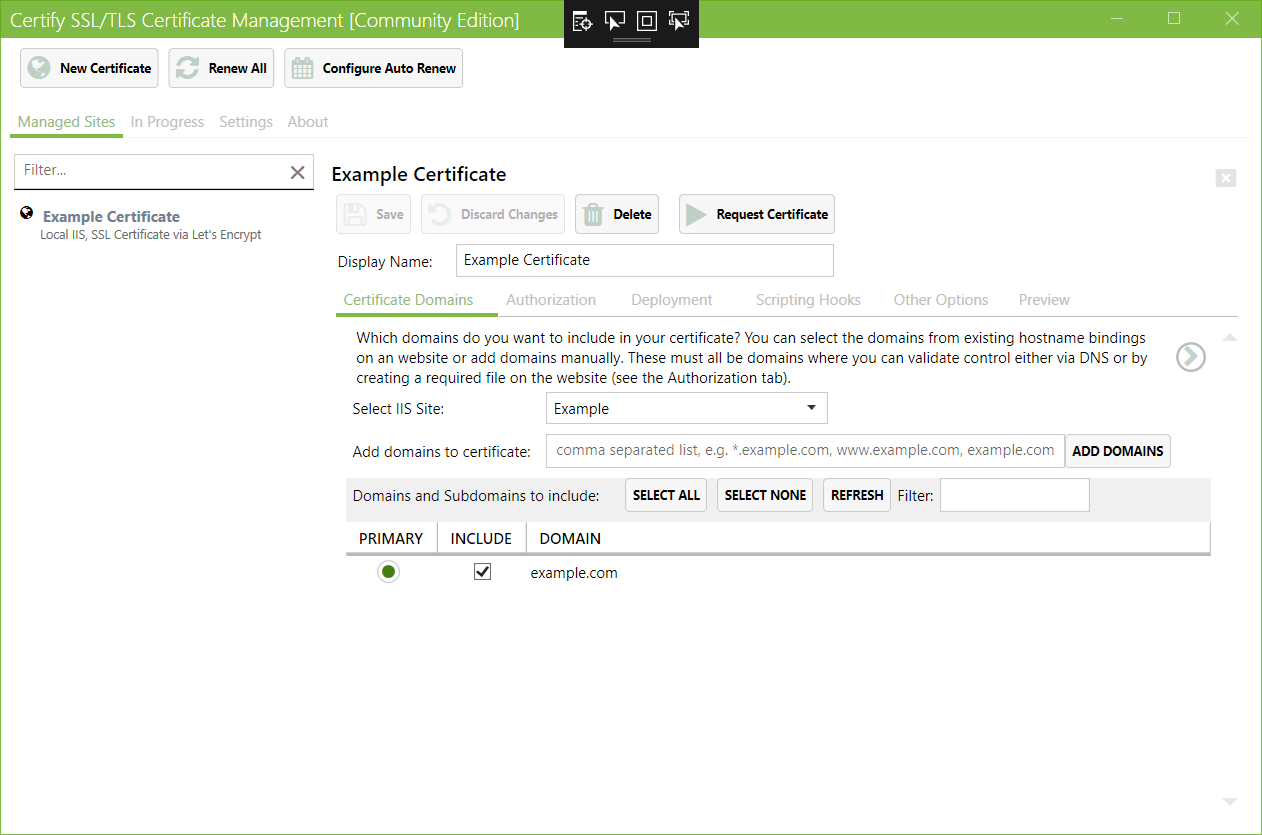 Certify SSL/TLS Certificate Management [Community Edition]
New Certificate
Renew All
Configure Auto Renew
Managed Sites
In Progress
Settings
About
Filter...
Example Certificate
Local IIS, SSL Certificate via Let's Encrypt
Example Certificate
Save
Discard Changes
Delete
Request Certificate
Display Name:
Example Certificate
Certificate Domains
Authorization
Deployment
Scripting Hooks
Other Options
Preview
Which domains do you want to include in your certificate? You can select the domains from existing hostname bindings
on an website or add domains manually. These must all be domains where you can validate control either via DNS or by
creating a required file on the website (see the Authorization tab).
Select IIS Site:
Example
Add domains to certificate:
comma separated list, e.g. *.example.com, www.example.com, example.com
ADD DOMAINS
Domains and Subdomains to include:
SELECT ALL
SELECT NONE
REFRESH
Filter:
PRIMARY
INCLUDE
DOMAIN
example.com